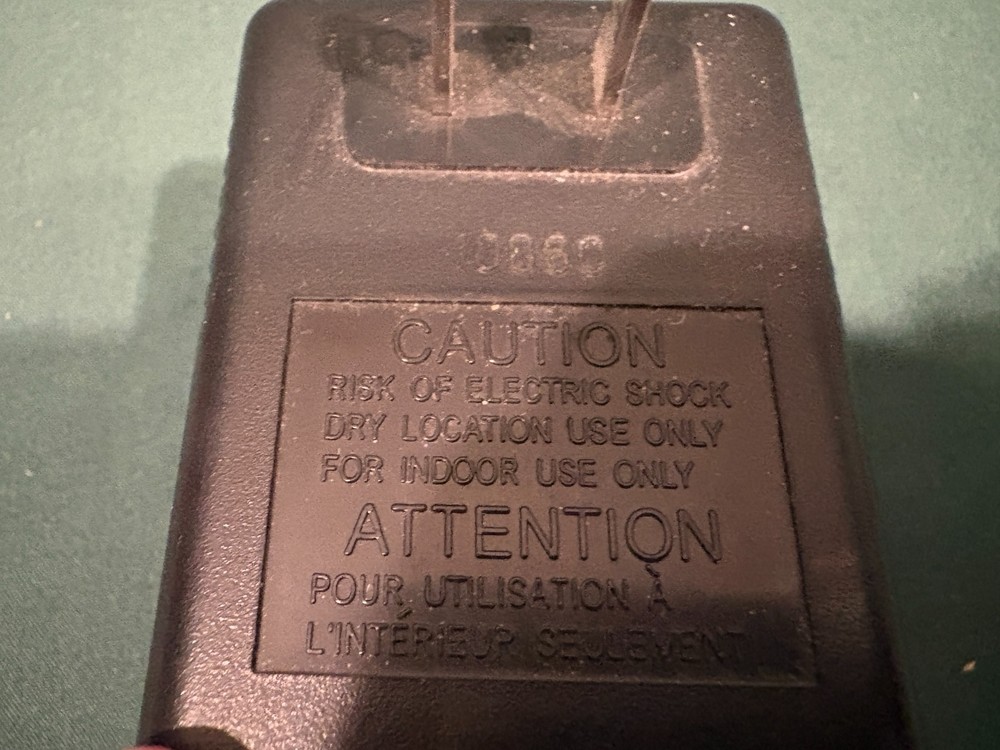 CAUTION
RISK OF ELECTRIC SHOCK
DRY LOCATION USE ONLY
FOR INDOOR USE ONLY
ATTENTION
POUR UTILISATION À
L'INTÉRIEUR SEULEMENT